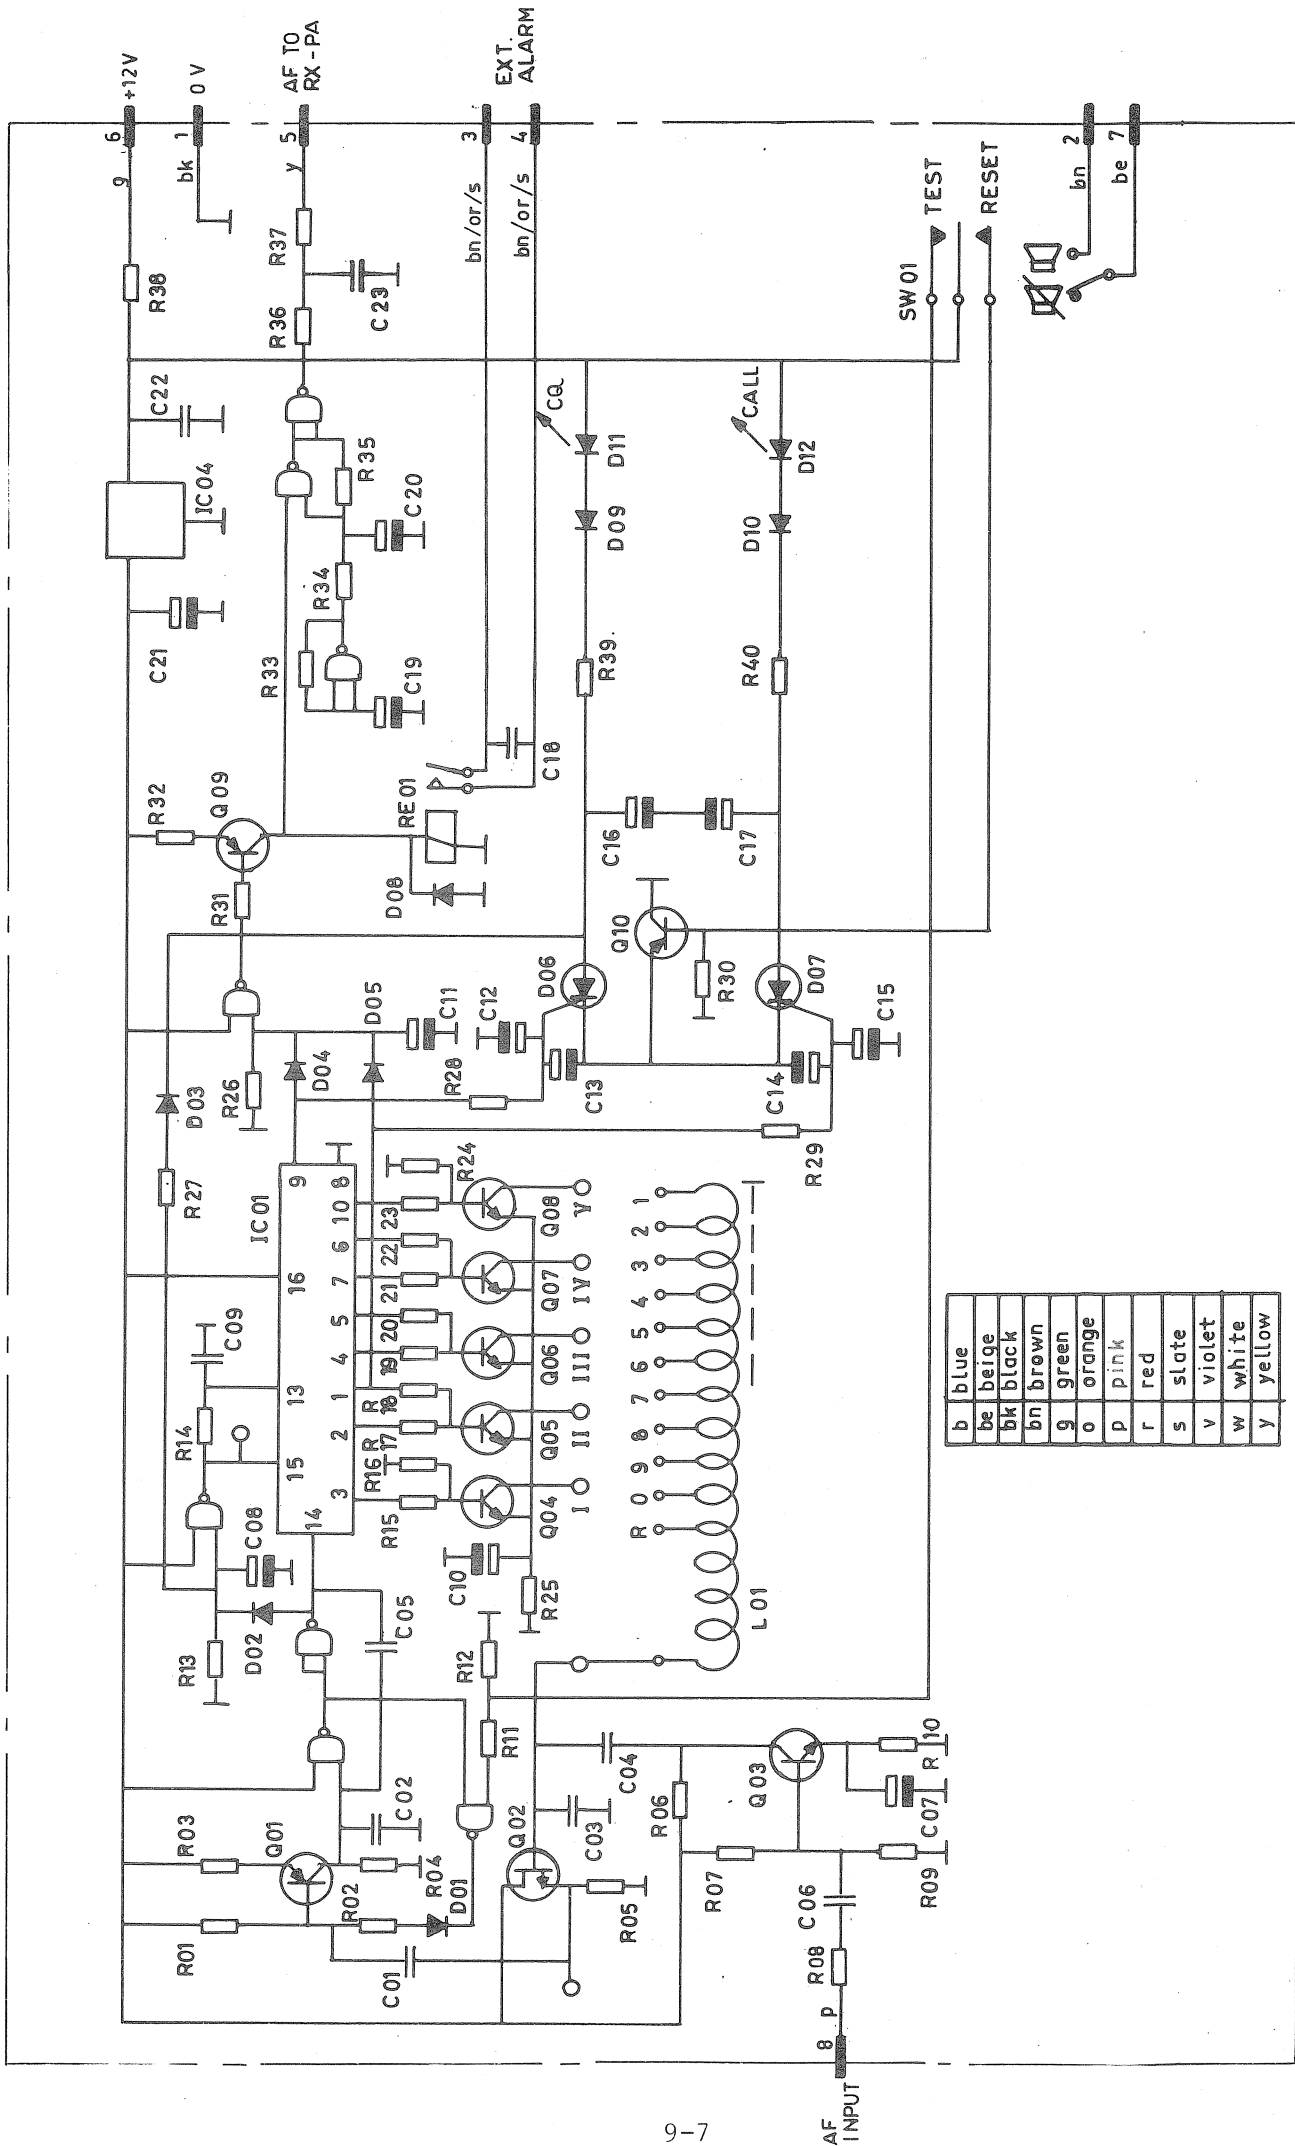 6 +12V
g
1 0V
bk
5 AF TO
RX-PA
y
3 EXT.
4 ALARM
bn/or/s
bn/or/s
2
bn
7
be
SW01
TEST
RESET
R38
C22
IC04
C21
R37
C23
R36
R35
C20
R34
R33
C19
R32
Q09
R31
RE01
D08
C18
CQ
D11
D09
R39.
CALL
D12
D10
R40
C16
C17
Q10
R30
D06
D07
C12
C13
C14
C15
R28
R29
D05
C11
D04
D03
R26
R27
IC01
16
9
13
15
14
3
2
1
4
5
7
6
10
8
C09
R14
C08
R13
D02
C05
R15
R16
R
17
R
18
19
20
21
22
23
R24
Q04
Q05
Q06
Q07
Q08
I
II
III
IV
V
C10
R25
R12
R11
R 0 9 8 7 6 5 4 3 2 1
L01
R03
R01
Q01
C02
R02
R04
D01
C01
Q02
C03
R05
C04
R06
Q03
R07
R
10
C07
R09
C06
R08
p
8
AF
INPUT
b blue
be beige
bk black
bn brown
g green
o orange
p pink
r red
s slate
v violet
w white
y yellow
9-7